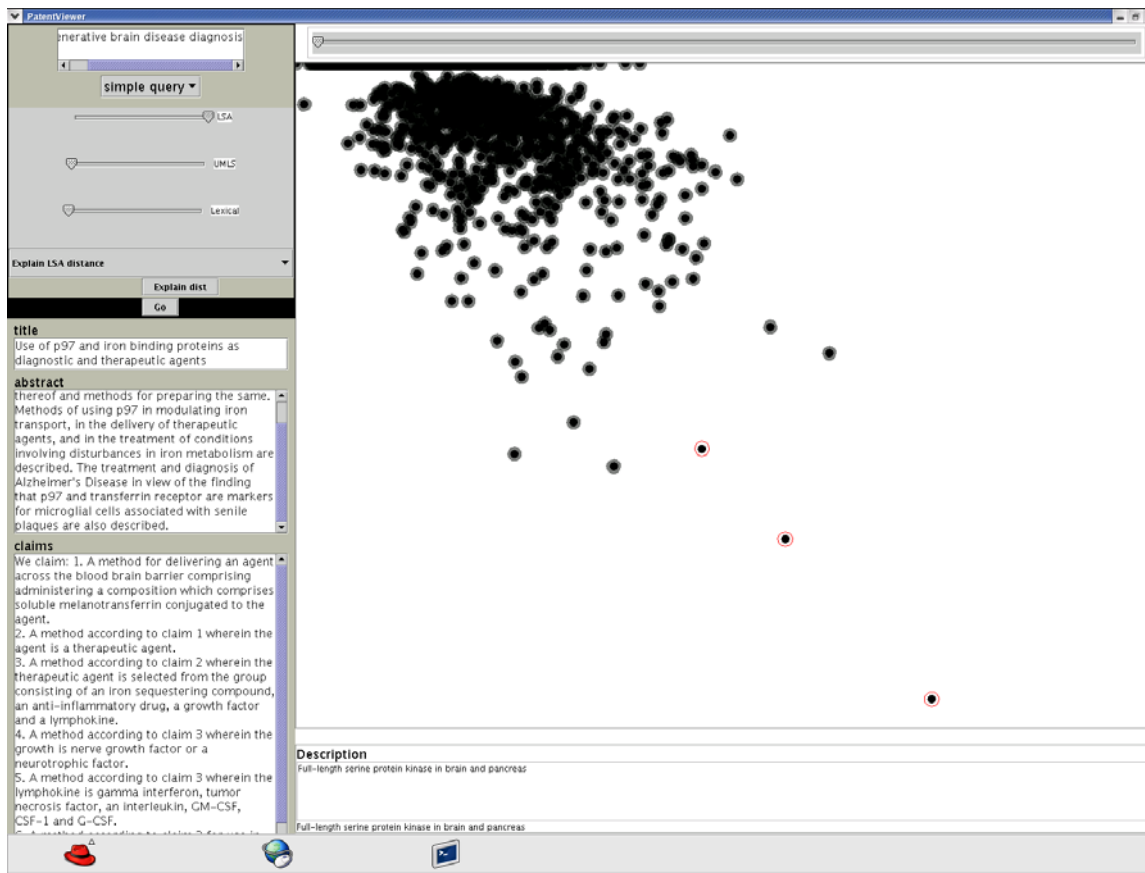 PatentViewer
enerative brain disease diagnosis
simple query
LSA
UMLS
Lexical
Explain LSA distance
Explain dist
Go
title
Use of p97 and iron binding proteins as
diagnostic and therapeutic agents
abstract
thereof and methods for preparing the same.
Methods of using p97 in modulating iron
transport, in the delivery of therapeutic
agents, and in the treatment of conditions
involving disturbances in iron metabolism are
described. The treatment and diagnosis of
Alzheimer's Disease in view of the finding
that p97 and transferrin receptor are markers
for microglial cells associated with senile
plaques are also described.
claims
We claim: 1. A method for delivering an agent
across the blood brain barrier comprising
administering a composition which comprises
soluble melanotransferrin conjugated to the
agent.
2. A method according to claim 1 wherein the
agent is a therapeutic agent.
3. A method according to claim 2 wherein the
therapeutic agent is selected from the group
consisting of an iron sequestering compound,
an anti-inflammatory drug, a growth factor
and a lymphokine.
4. A method according to claim 3 wherein the
growth is nerve growth factor or a
neurotrophic factor.
5. A method according to claim 3 wherein the
lymphokine is gamma interferon, tumor
necrosis factor, an interleukin, GM-CSF,
CSF-1 and G-CSF.
Description
Full-length serine protein kinase in brain and pancreas
Full-length serine protein kinase in brain and pancreas